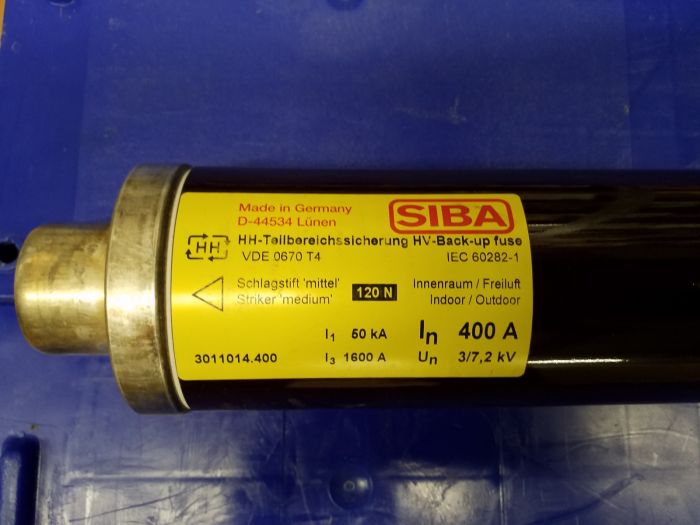 Made in Germany
D-44534 Lünen
SIBA
HH
HH-Teilbereichssicherung HV-Back-up fuse
VDE 0670 T4
IEC 60282-1
Schlagstift 'mittel'
Striker 'medium'
120 N
Innenraum / Freiluft
Indoor / Outdoor
I1 50 kA
In 400 A
3011014.400
I3 1600 A
Un 3/7,2 kV